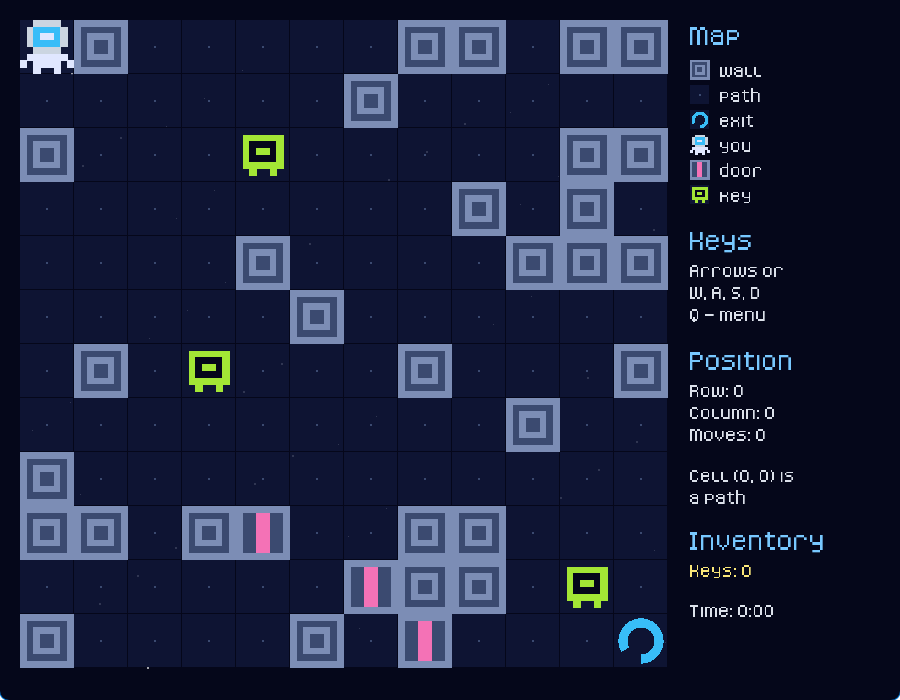 Map
wall
path
exit
you
door
key
Keys
Arrows or
W, A, S, D
Q – menu
Position
Row: 0
Column: 0
Moves: 0
Cell (0, 0) is
a path
Inventory
Keys: 0
Time: 0:00